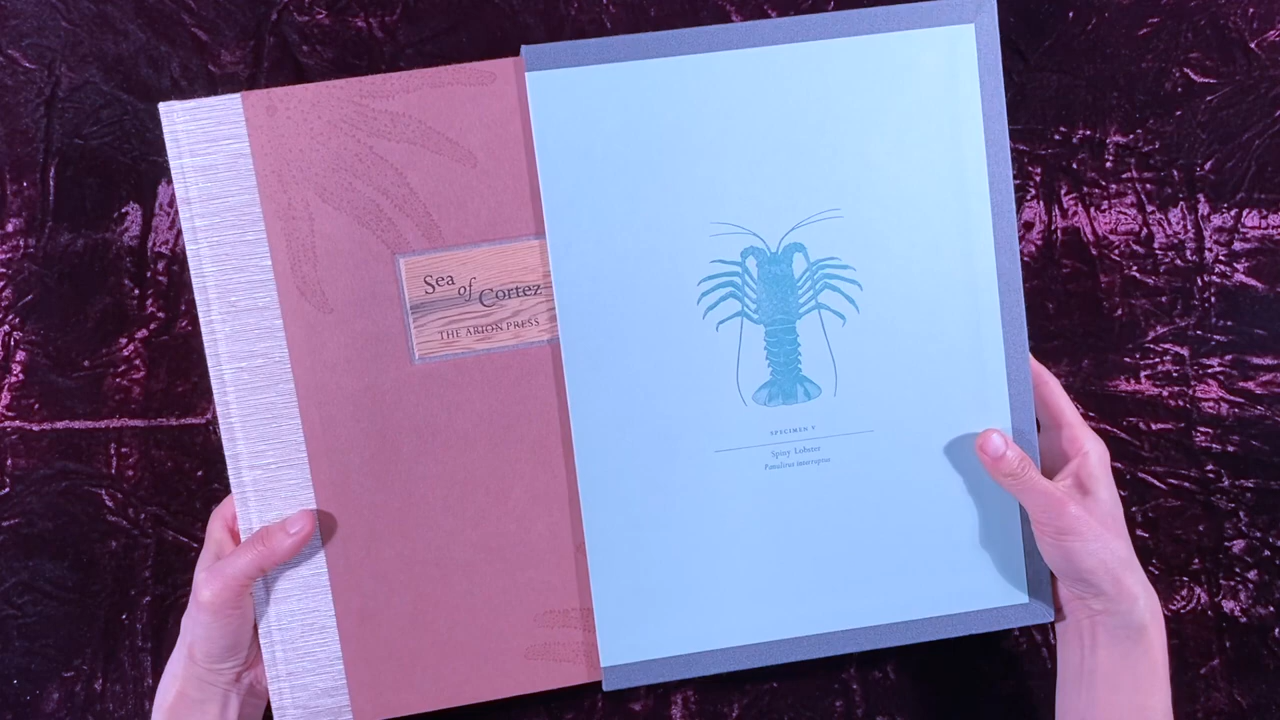 Sea of Cortez
THE ARION PRESS
SPECIMEN V
Spiny Lobster
Panulirus interruptus